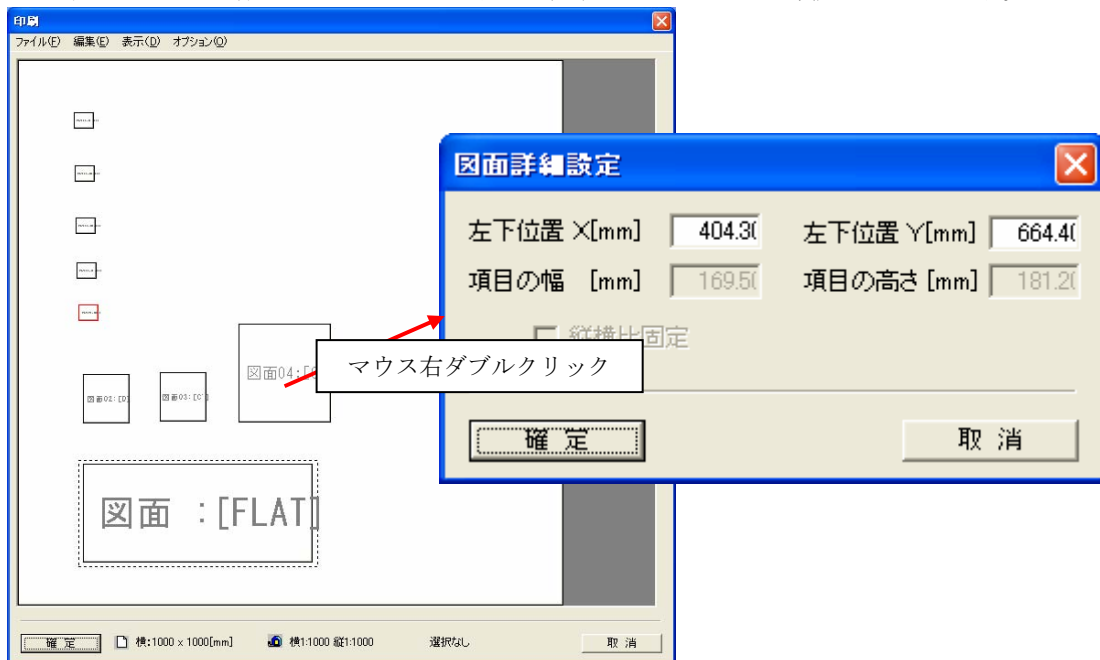 印刷
ファイル(F) 編集(E) 表示(D) オプション(O)
図面詳細設定
左下位置 X[mm] 404.3 左下位置 Y[mm] 664.4
項目の幅 [mm] 169.5 項目の高さ [mm] 181.2
縦横比固定
マウス右ダブルクリック
図面04:[
図面02:[D]
図面03:[C']
確 定 取 消
図面 :[FLAT]
確 定 横:1000 x 1000[mm] 横1:1000 縦1:1000 選択なし 取 消